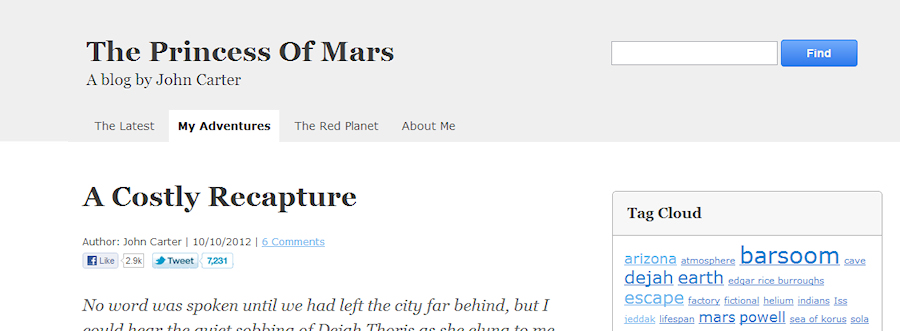 The Princess Of Mars
A blog by John Carter
Find
The Latest
My Adventures
The Red Planet
About Me
A Costly Recapture
Author: John Carter | 10/10/2012 | 6 Comments
Like 2.9k Tweet 7,231
No word was spoken until we had left the city far behind, but I
could hear the quiet sobbing of Dejah Thoris as she clung to me
Tag Cloud
arizona atmosphere barsoom cave
dejah earth edgar rice burroughs
escape factory fictional helium indians Iss
jeddak lifespan mars powell sea of korus sola